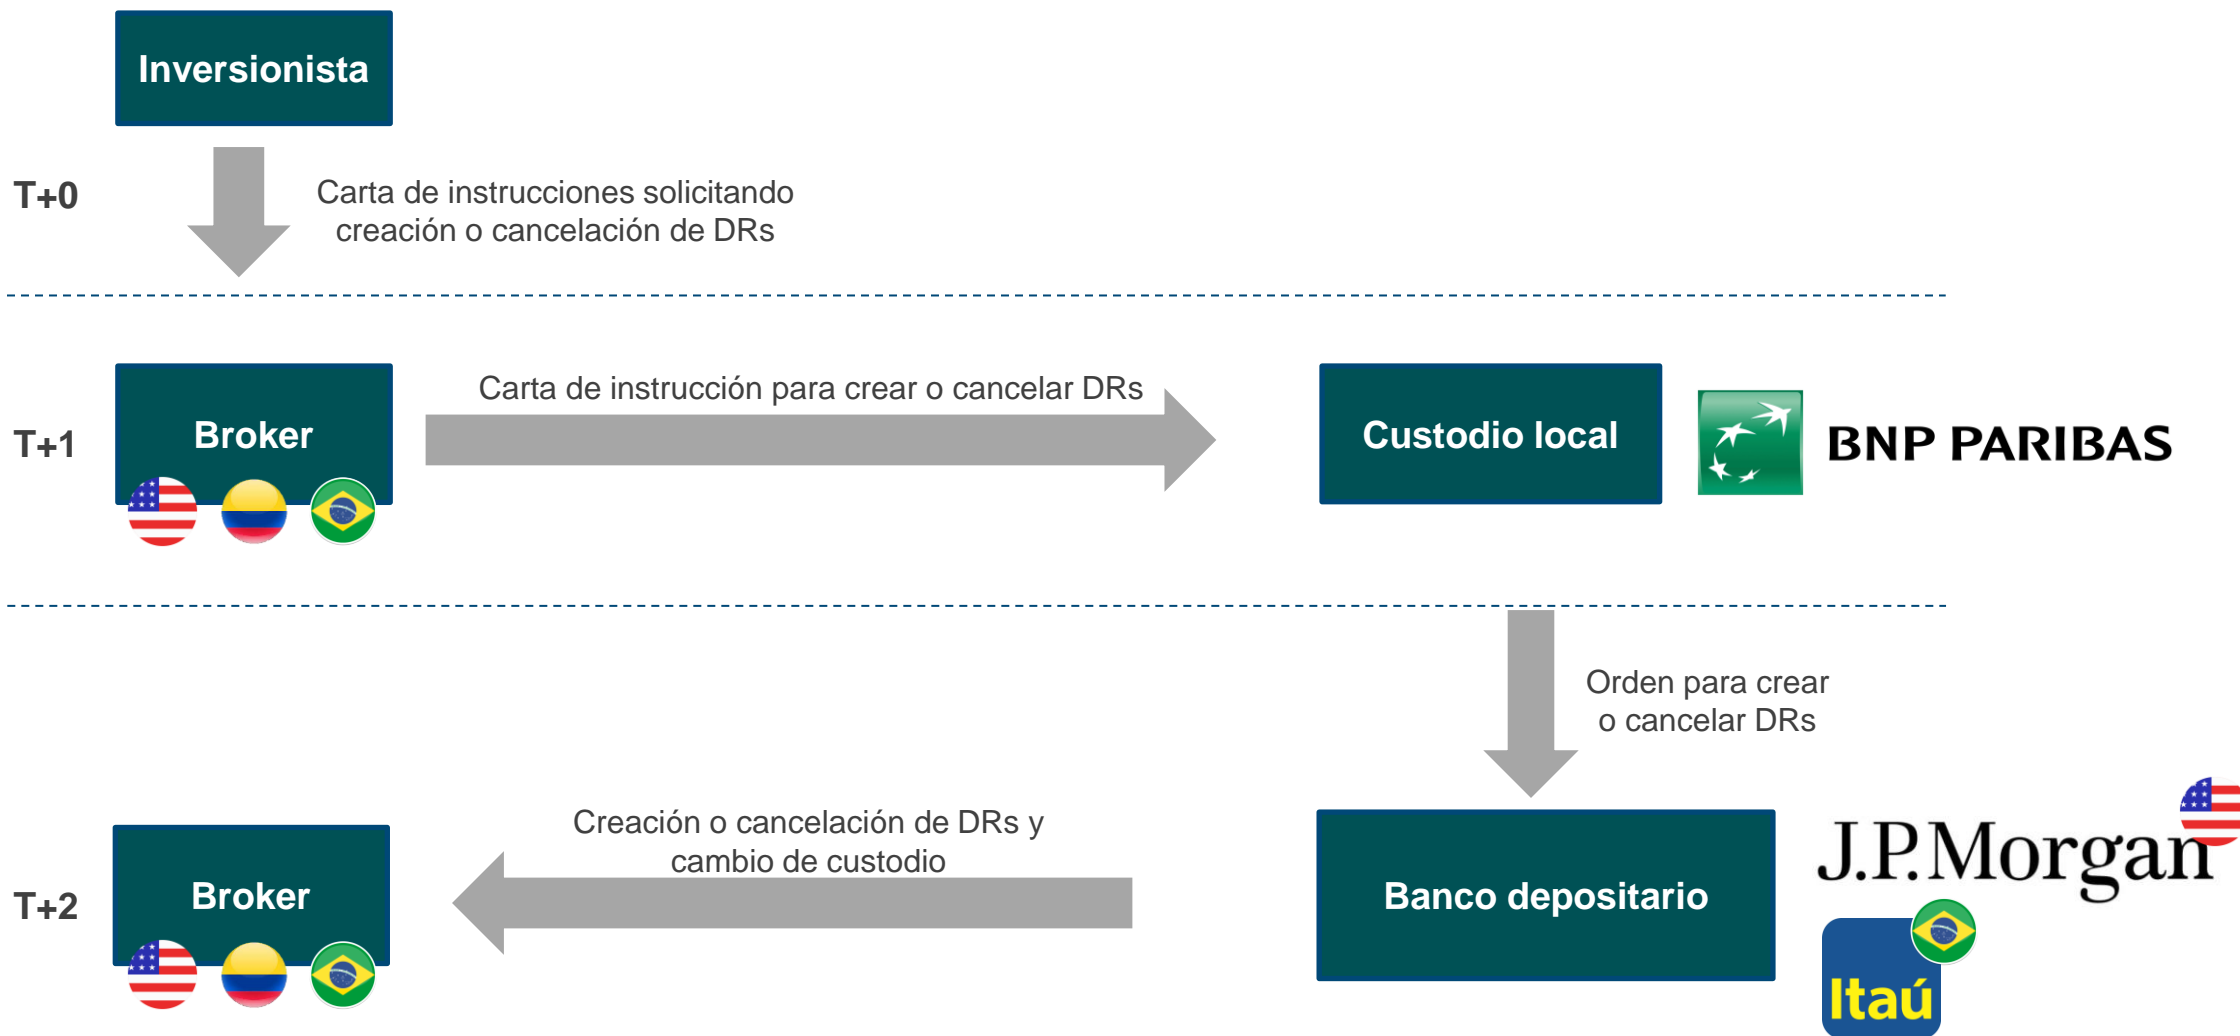 Inversionista
T+0
Carta de instrucciones solicitando
creación o cancelación de DRs
T+1
Broker
Carta de instrucción para crear o cancelar DRs
Custodio local
BNP PARIBAS
Orden para crear
o cancelar DRs
T+2
Broker
Creación o cancelación de DRs y
cambio de custodio
Banco depositario
J.P.Morgan
Itaú